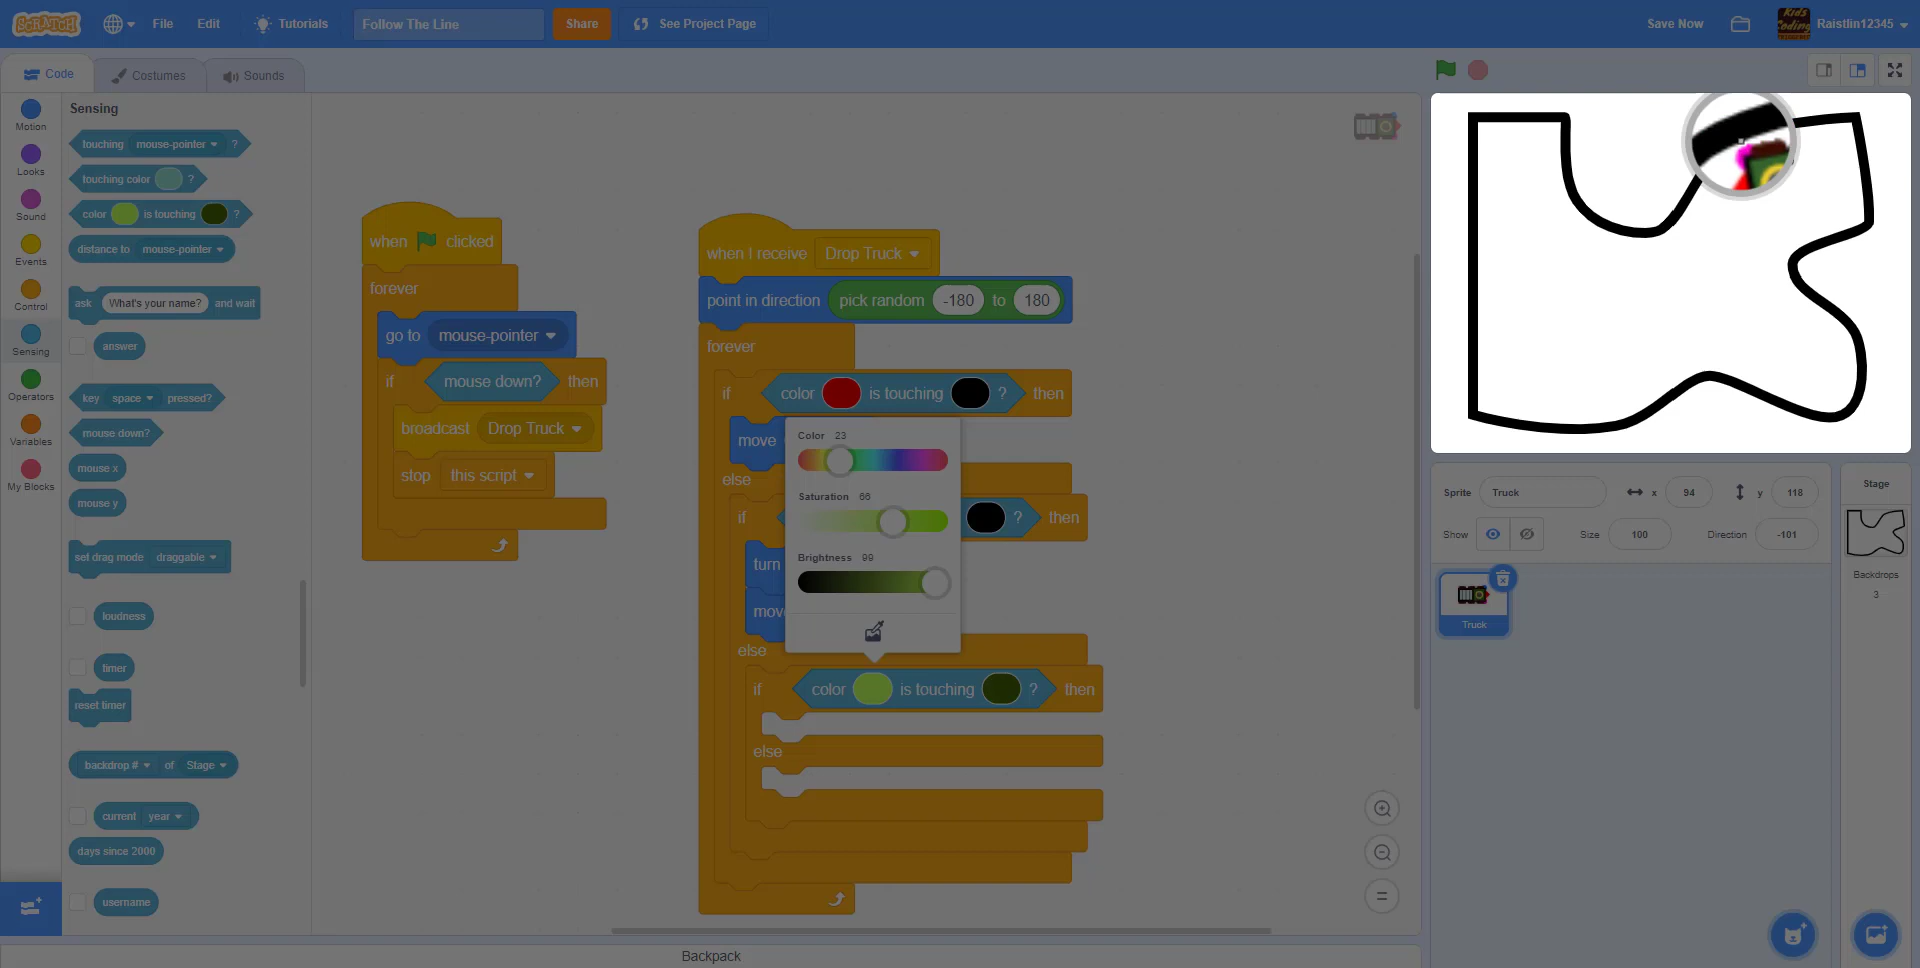 SCRATCH
File
Edit
Tutorials
Follow The Line
Share
See Project Page
Save Now
Kids
Coding
Raistlin12345
Code
Costumes
Sounds
Motion
Looks
Sound
Events
Control
Sensing
Operators
Variables
My Blocks
Sensing
touching mouse-pointer ?
touching color ?
color is touching ?
distance to mouse-pointer
ask What's your name? and wait
answer
key space pressed?
mouse down?
mouse x
mouse y
set drag mode draggable
loudness
timer
reset timer
backdrop # of Stage
current year
days since 2000
username
when clicked
forever
go to mouse-pointer
if mouse down? then
broadcast Drop Truck
stop this script
when I receive Drop Truck
point in direction pick random -180 to 180
forever
if color is touching ? then
move
else
if ? then
turn
move
else
if color is touching ? then
else
Color 23
Saturation 66
Brightness 99
Sprite Truck x 94 y 118
Show Size 100 Direction -101
Truck
Stage
Backdrops
3
Backpack